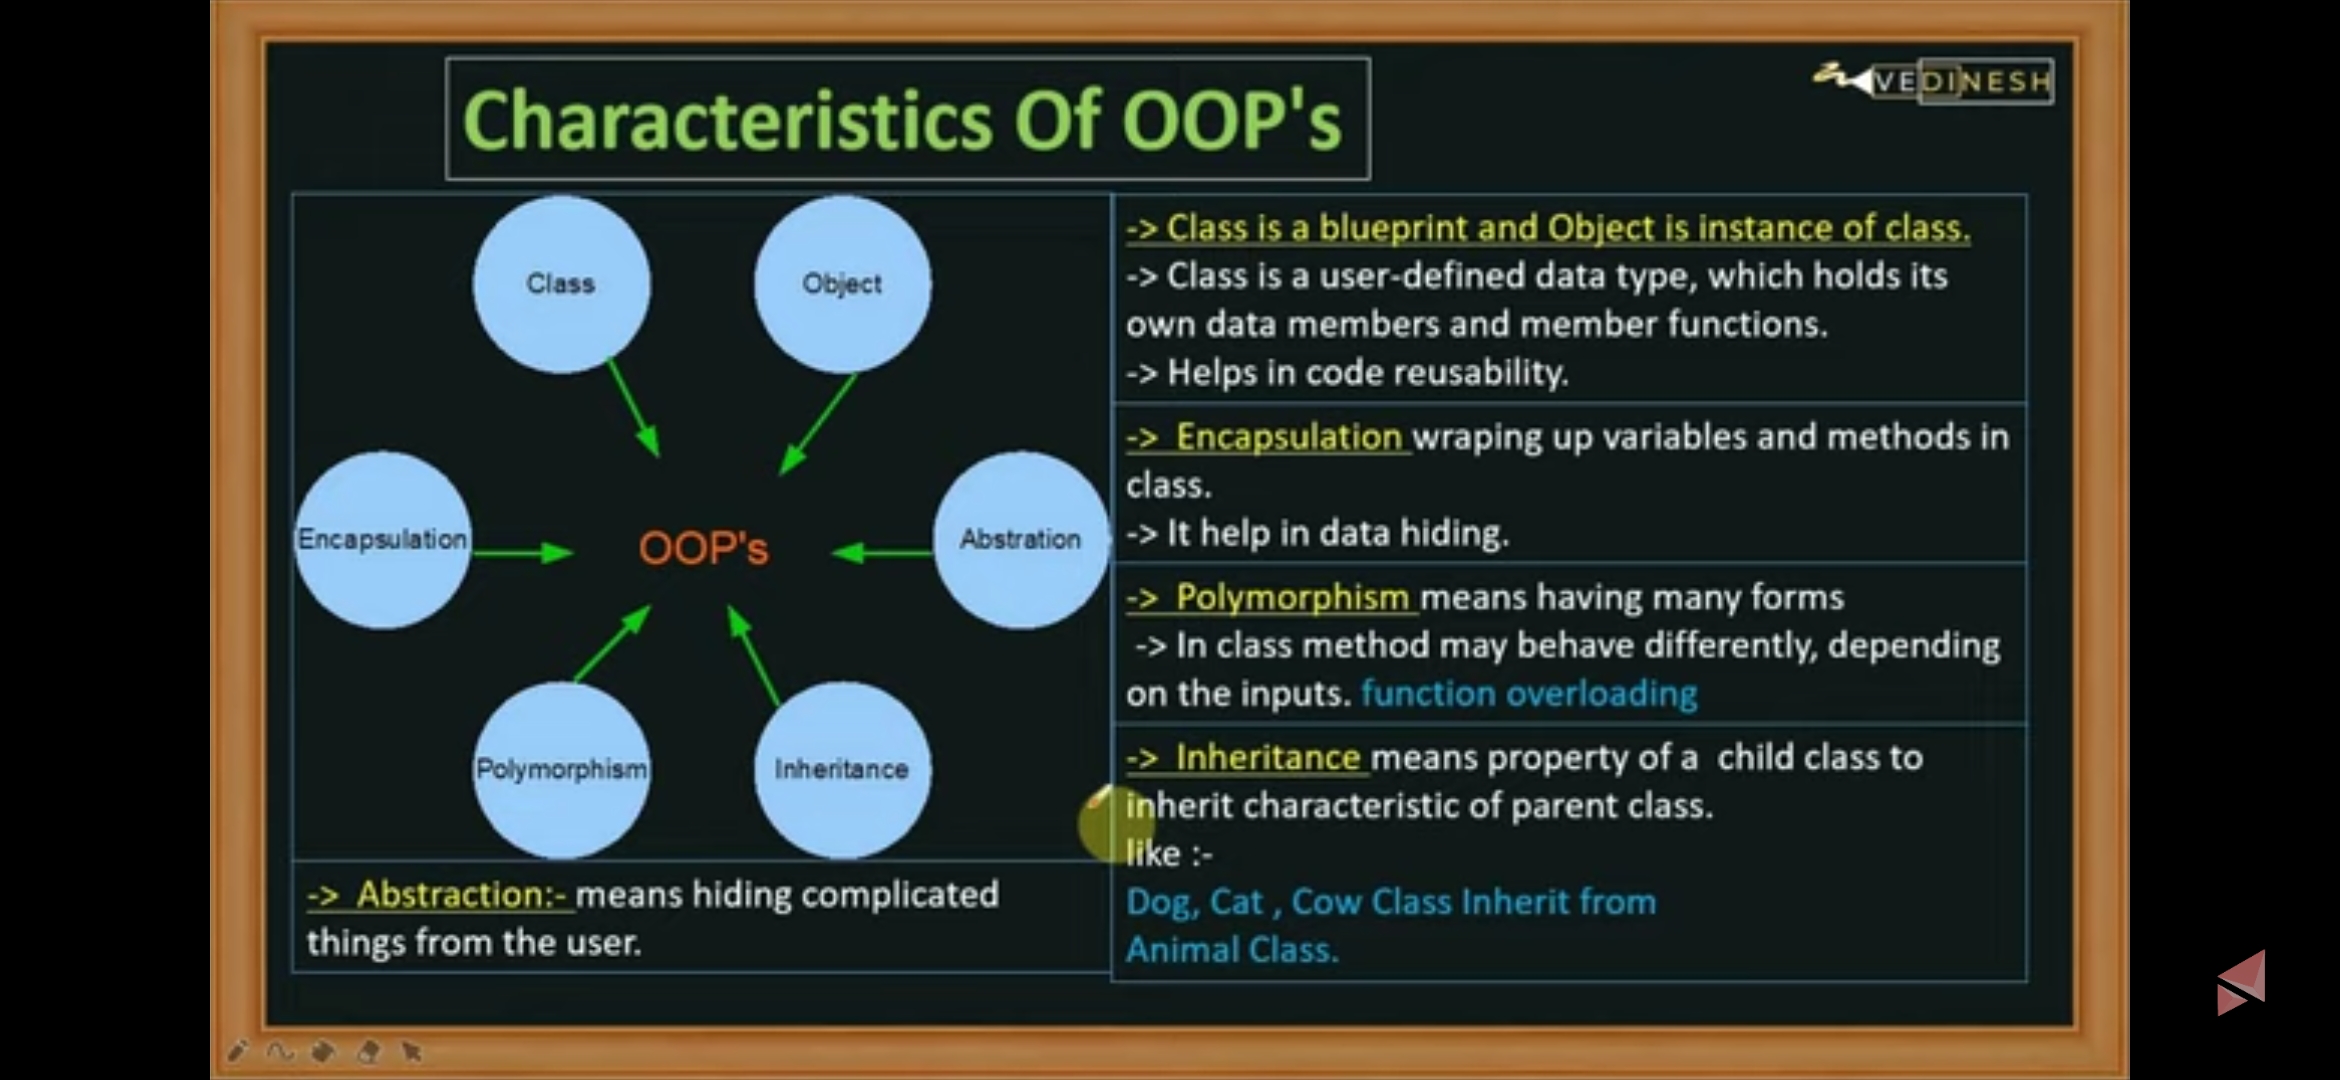 Characteristics Of OOP's
VEDINESH
Class
Object
Encapsulation
OOP's
Abstration
Polymorphism
Inheritance
-> Abstraction:- means hiding complicated
things from the user.
-> Class is a blueprint and Object is instance of class.
-> Class is a user-defined data type, which holds its
own data members and member functions.
-> Helps in code reusability.
-> Encapsulation wraping up variables and methods in
class.
-> It help in data hiding.
-> Polymorphism means having many forms
-> In class method may behave differently, depending
on the inputs. function overloading
-> Inheritance means property of a child class to
inherit characteristic of parent class.
like :-
Dog, Cat , Cow Class Inherit from
Animal Class.